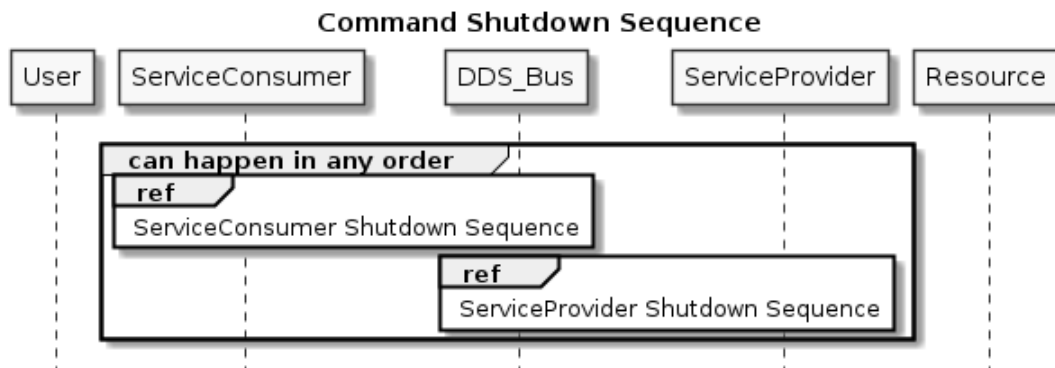 Command Shutdown Sequence
User
ServiceConsumer
DDS_Bus
ServiceProvider
Resource
can happen in any order
ref
ServiceConsumer Shutdown Sequence
ref
ServiceProvider Shutdown Sequence